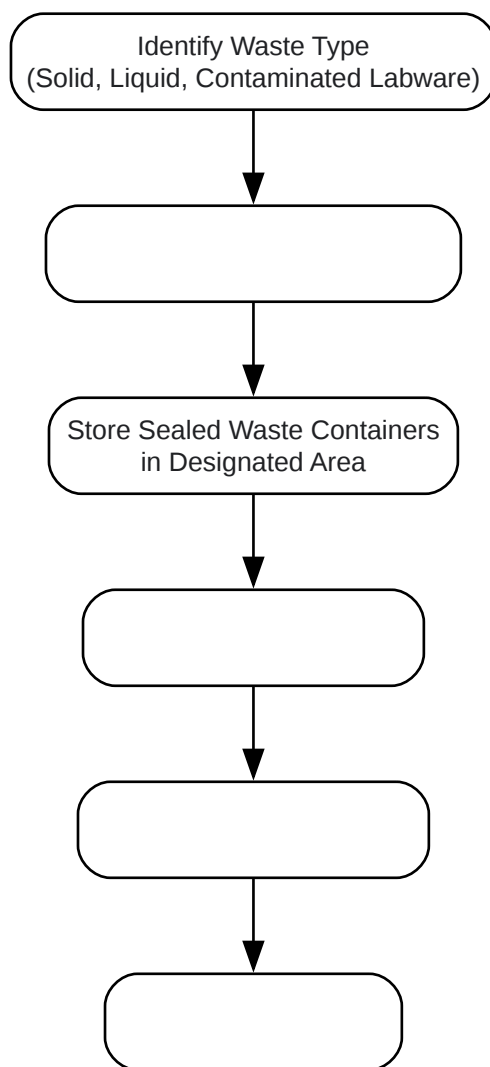 Identify Waste Type
(Solid, Liquid, Contaminated Labware)
Store Sealed Waste Containers
in Designated Area